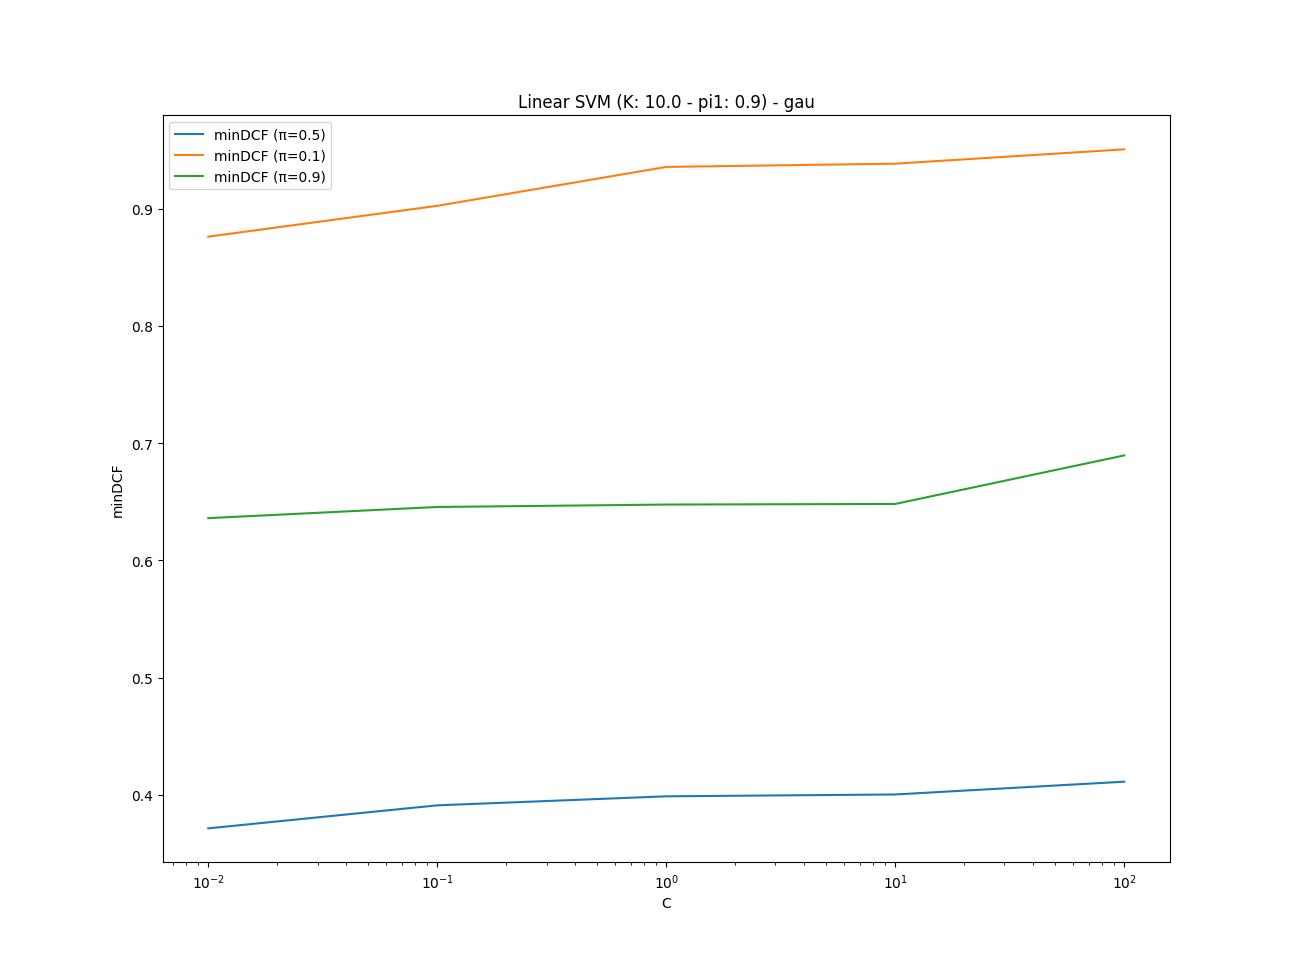 Linear SVM (K: 10.0 - pi1: 0.9) - gau
minDCF (π=0.5)
minDCF (π=0.1)
minDCF (π=0.9)
0.9
0.8
0.7
0.6
0.5
0.4
minDCF
10⁻² 10⁻¹ 10⁰ 10¹ 10²
C